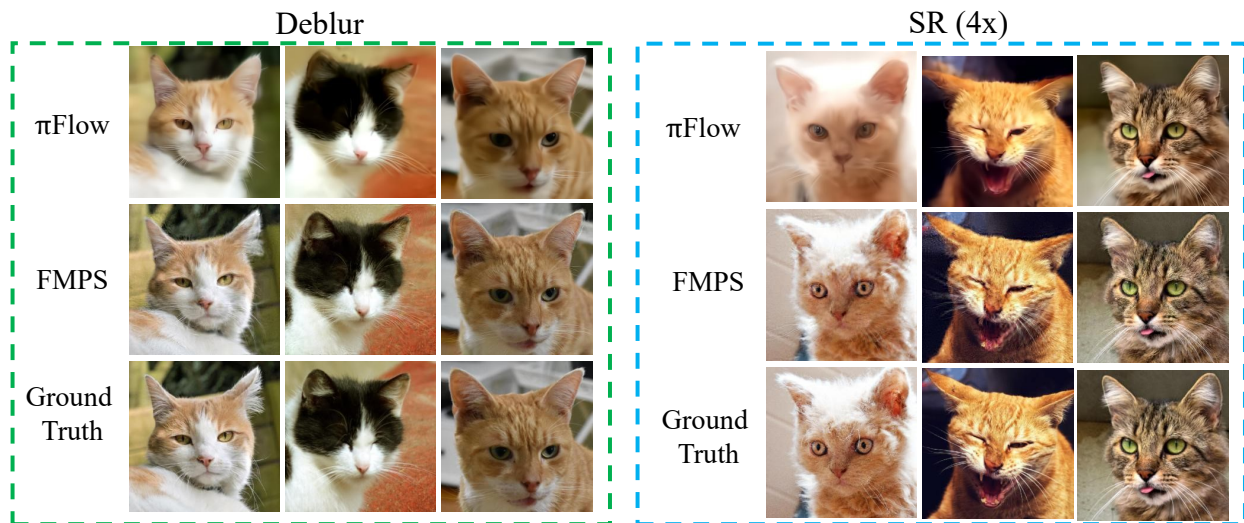 Deblur
πFlow
FMPS
Ground
Truth
SR (4x)
πFlow
FMPS
Ground
Truth